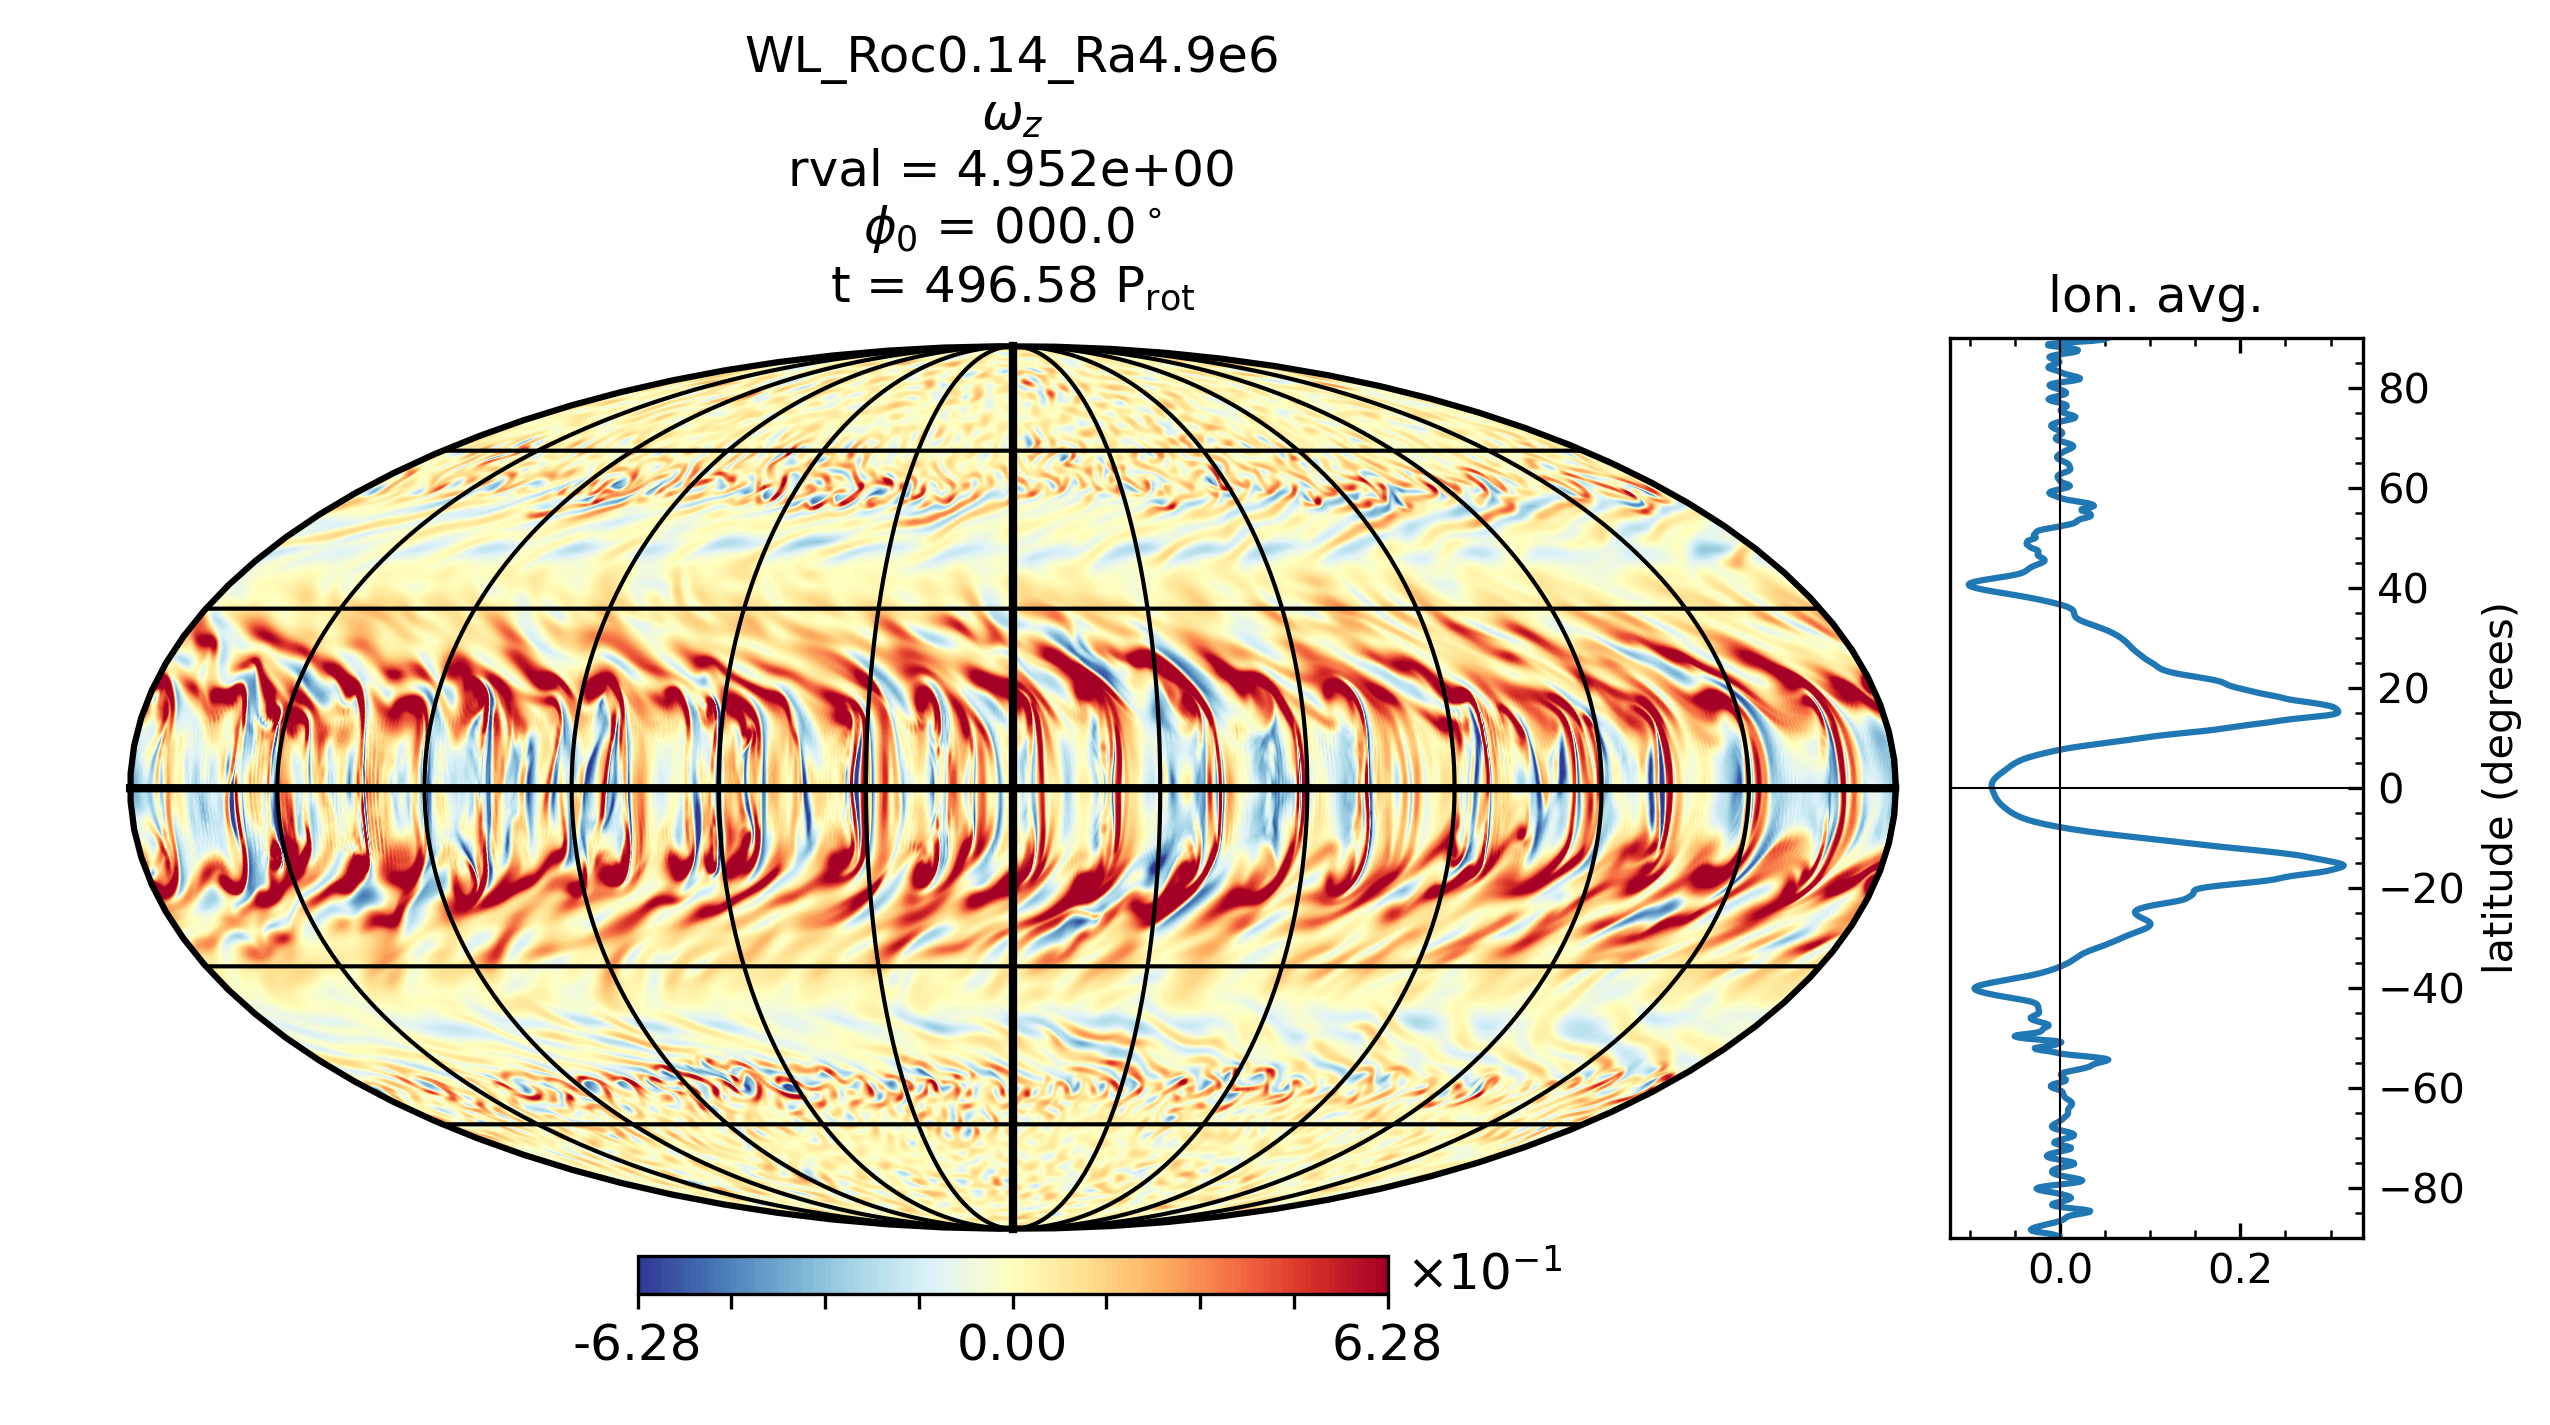 WL_Roc0.14_Ra4.9e6
ω_z
rval = 4.952e+00
ϕ₀ = 000.0°
t = 496.58 P_rot
lon. avg.
80
60
40
20
0
−20
−40
−60
−80
latitude (degrees)
0.0 0.2
×10⁻¹
-6.28 0.00 6.28